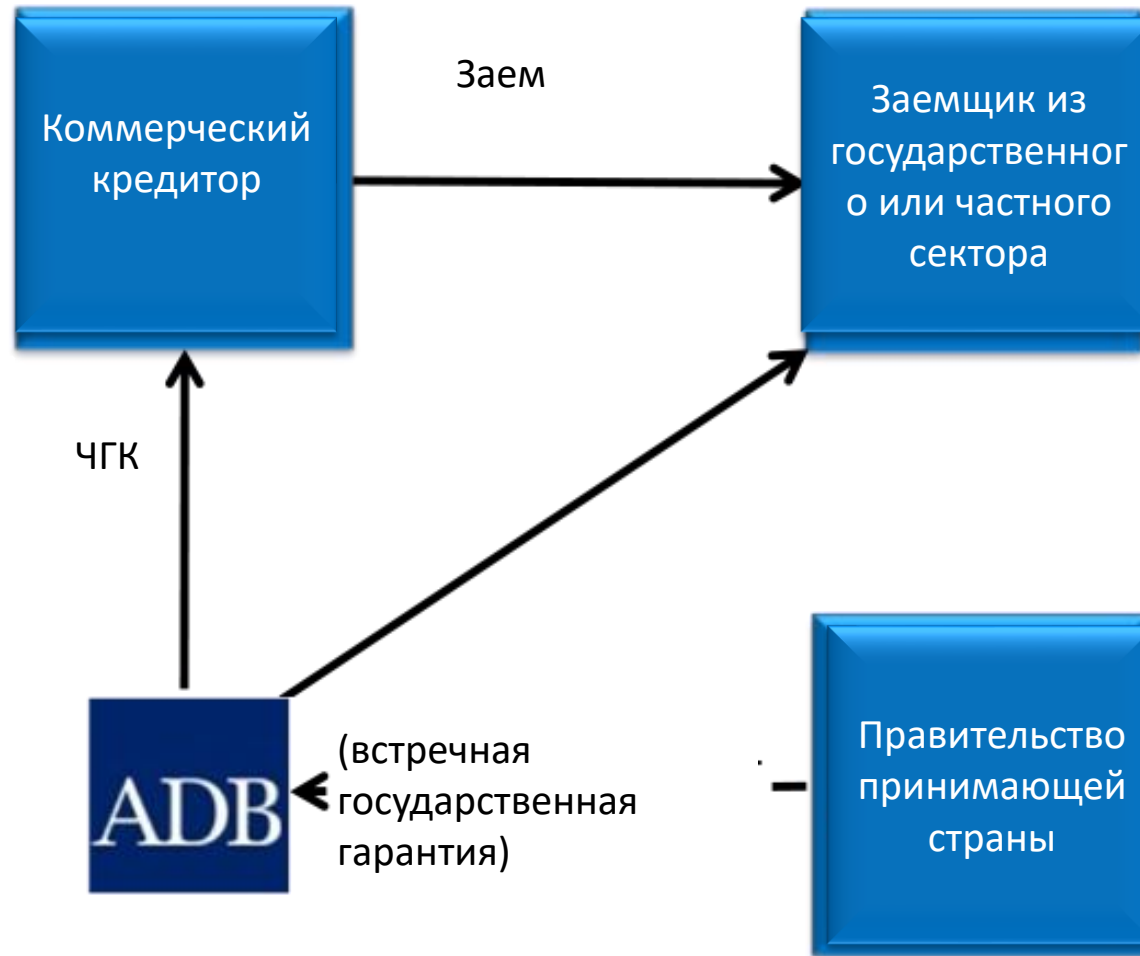 Коммерческий
кредитор
Заем
Заемщик из
государственног
о или частного
сектора
ЧГК
ADB
(встречная
государственная
гарантия)
Правительство
принимающей
страны